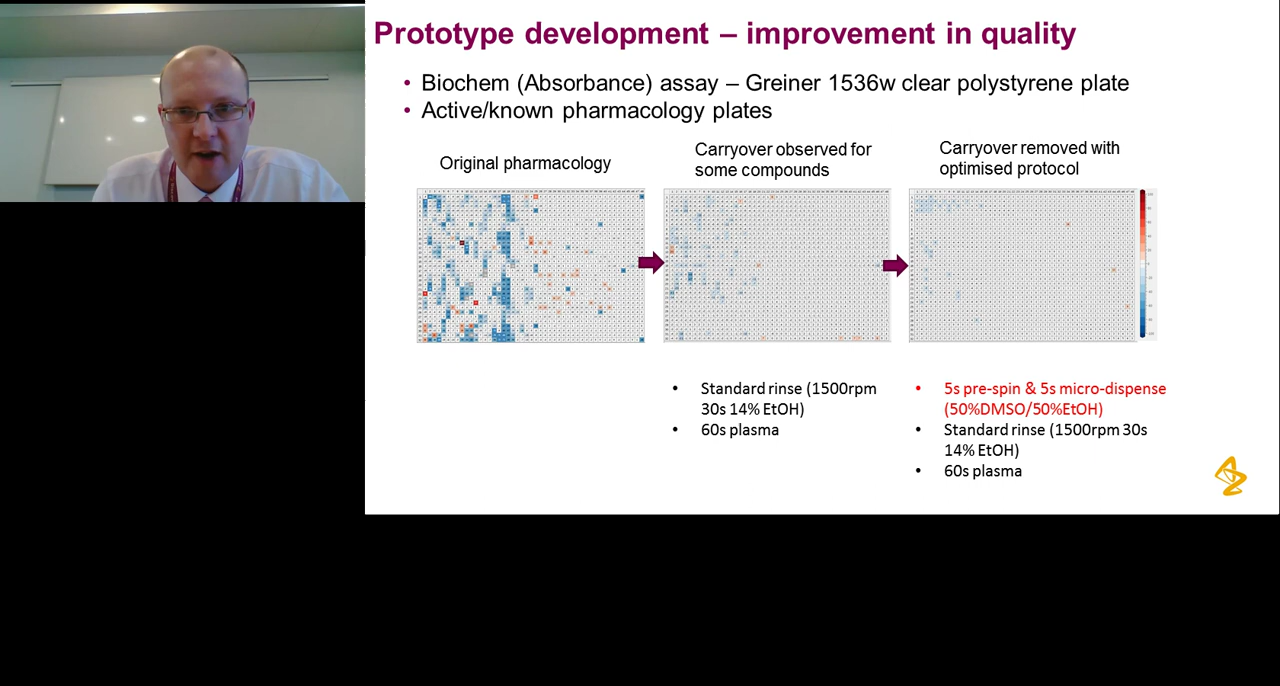 Prototype development – improvement in quality
• Biochem (Absorbance) assay – Greiner 1536w clear polystyrene plate
• Active/known pharmacology plates
Original pharmacology
Carryover observed for
some compounds
Carryover removed with
optimised protocol
• Standard rinse (1500rpm
30s 14% EtOH)
• 60s plasma
• 5s pre-spin & 5s micro-dispense
(50%DMSO/50%EtOH)
• Standard rinse (1500rpm 30s
14% EtOH)
• 60s plasma